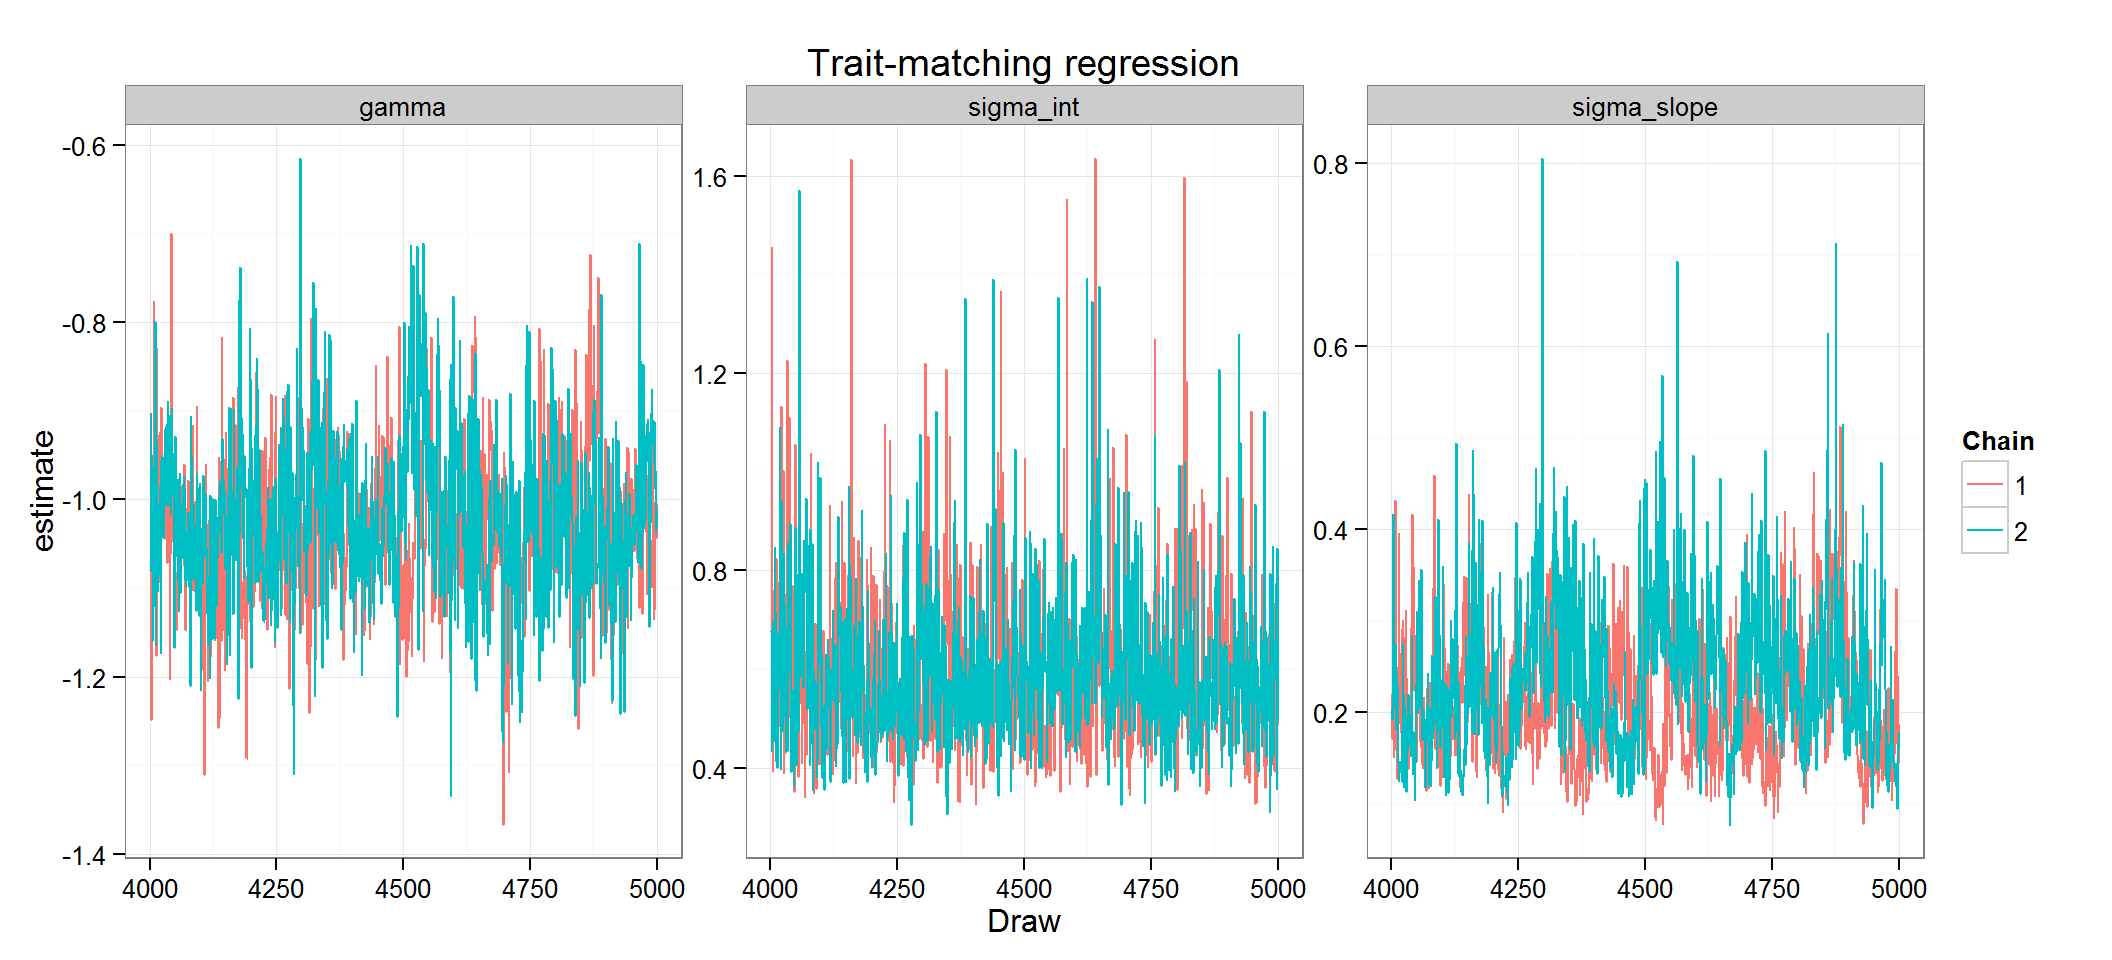 Trait-matching regression
gamma
sigma_int
sigma_slope
estimate
-0.6
-0.8
-1.0
-1.2
-1.4
1.6
1.2
0.8
0.4
0.8
0.6
0.4
0.2
4000 4250 4500 4750 5000
4000 4250 4500 4750 5000
4000 4250 4500 4750 5000
Draw
Chain
1
2